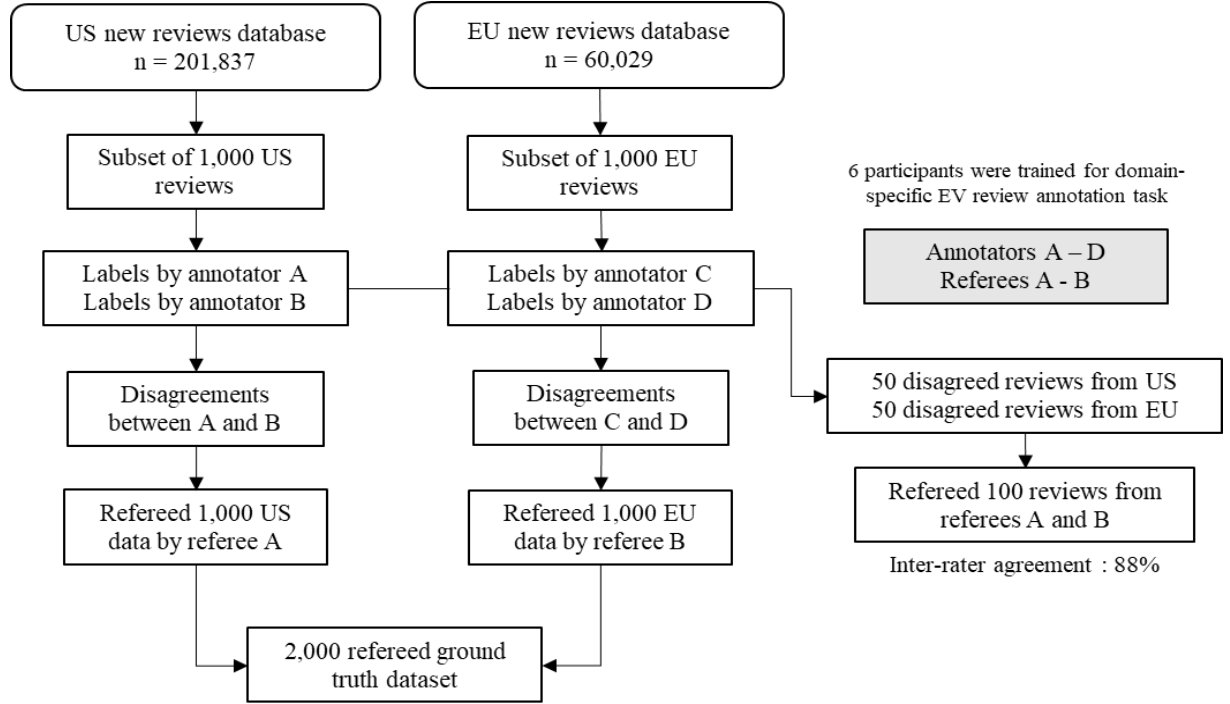 US new reviews database
n = 201,837
EU new reviews database
n = 60,029
Subset of 1,000 US
reviews
Subset of 1,000 EU
reviews
6 participants were trained for domain-
specific EV review annotation task
Annotators A – D
Referees A - B
Labels by annotator A
Labels by annotator B
Labels by annotator C
Labels by annotator D
Disagreements
between A and B
Disagreements
between C and D
50 disagreed reviews from US
50 disagreed reviews from EU
Refereed 1,000 US
data by referee A
Refereed 1,000 EU
data by referee B
Refereed 100 reviews from
referees A and B
Inter-rater agreement : 88%
2,000 refereed ground
truth dataset